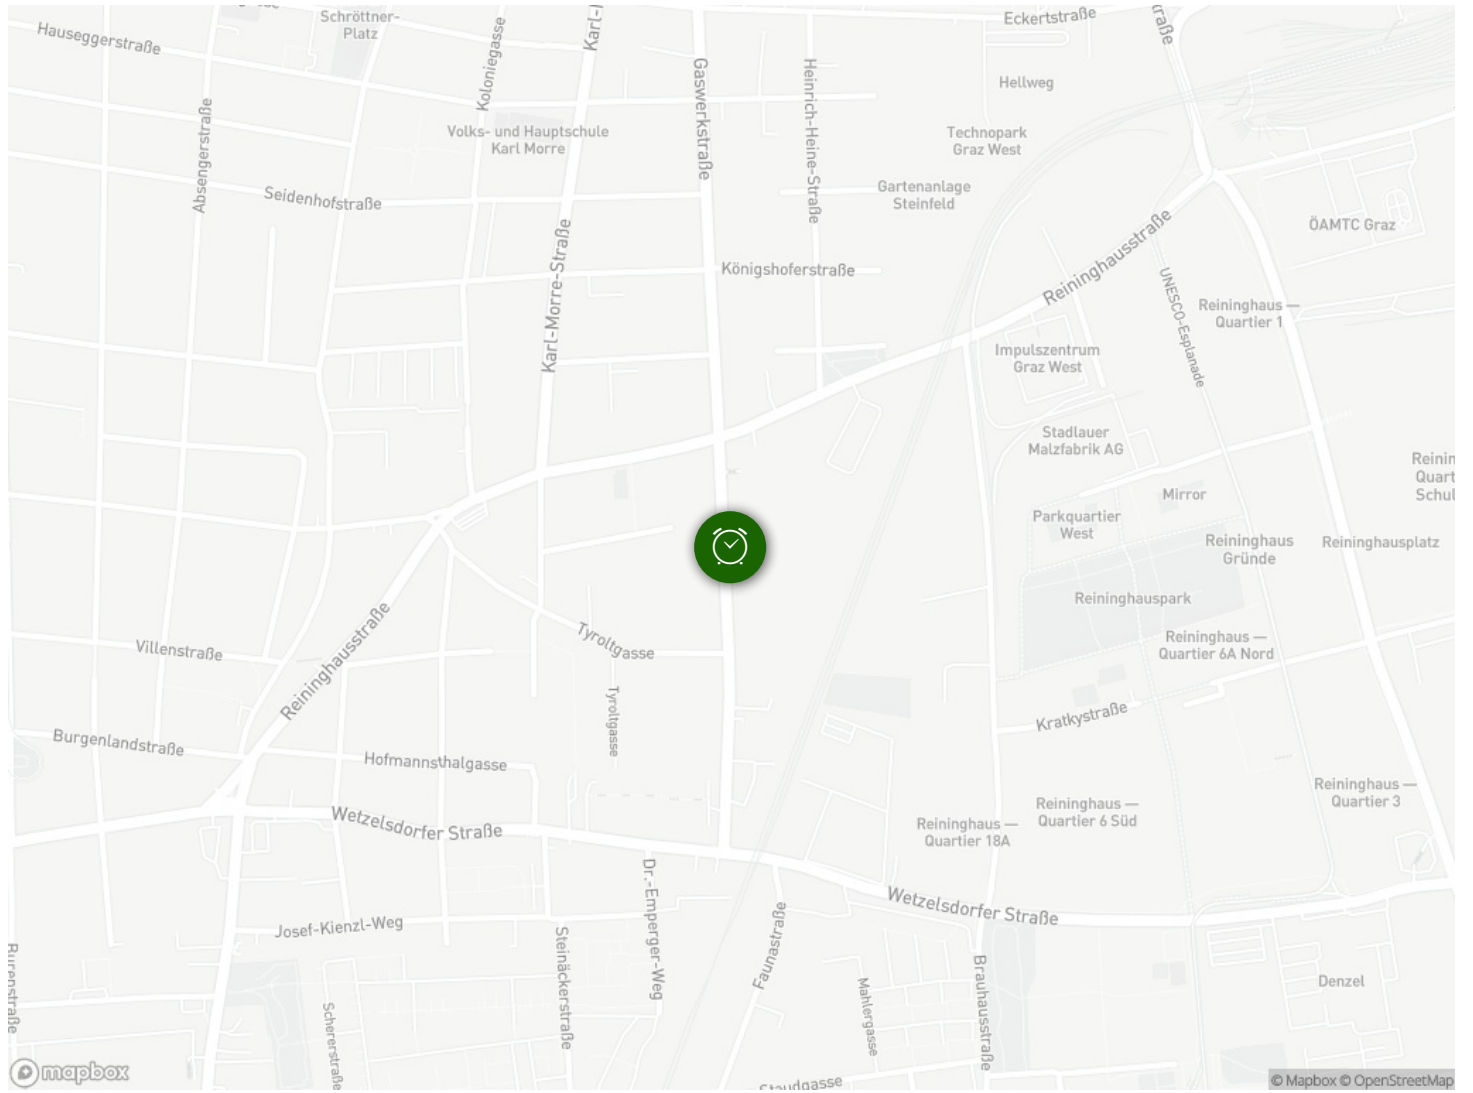 Schröttner-
Platz
Eckertstraße
Hauseggerstraße
Koloniegasse
Hellweg
Gaswerkstraße
Heinrich-Heine-Straße
Absengerstraße
Volks- und Hauptschule
Karl Morre
Technopark
Graz West
Seidenhofstraße
Gartenanlage
Steinfeld
ÖAMTC Graz
Karl-Morre-Straße
Königshoferstraße
Reininghausstraße
UNESCO-Esplanade
Reininghaus —
Quartier 1
Impulszentrum
Graz West
Stadlauer
Malzfabrik AG
Mirror
Parkquartier
West
Reininghaus
Gründe
Reininghausplatz
Reininghauspark
Villenstraße
Reininghausstraße
Tyroltgasse
Reininghaus —
Quartier 6A Nord
Tyroltgasse
Kratkystraße
Burgenlandstraße
Hofmannsthalgasse
Reininghaus —
Quartier 3
Wetzelsdorfer Straße
Reininghaus —
Quartier 18A
Reininghaus —
Quartier 6 Süd
Dr.-Emperger-Weg
Wetzelsdorfer Straße
Josef-Kienzl-Weg
Steinäckerstraße
Faunastraße
Brauhausstraße
Mahlergasse
Denzel
Schererstraße
Burenstraße
Staudgasse
mapbox
© Mapbox © OpenStreetMap